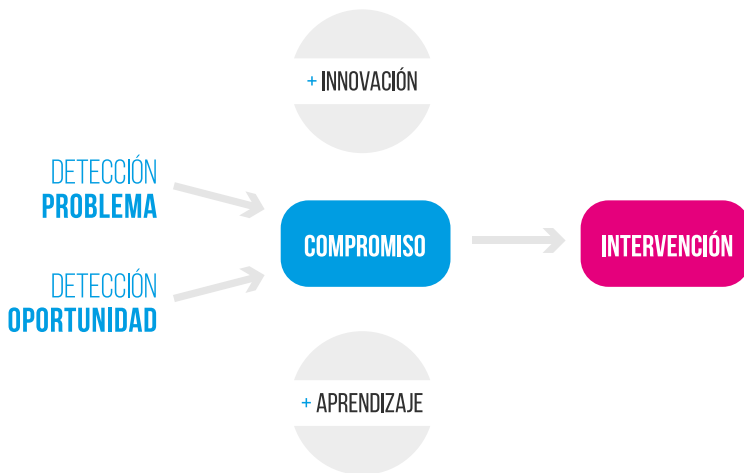 + INNOVACIÓN
DETECCIÓN
PROBLEMA
COMPROMISO
INTERVENCIÓN
DETECCIÓN
OPORTUNIDAD
+ APRENDIZAJE